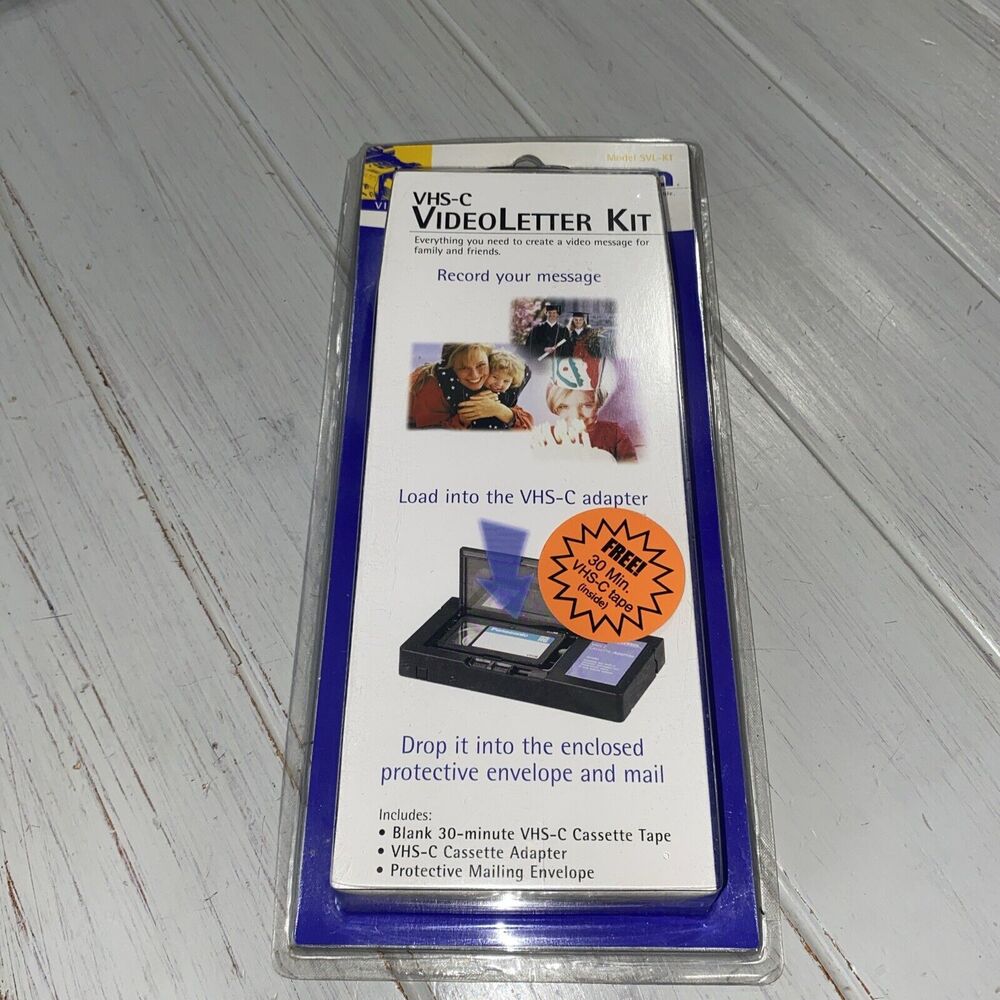 Model SVL-KT
VI
VHS-C
VIDEOLETTER KIT
Everything you need to create a video message for
family and friends.
Record your message
Load into the VHS-C adapter
FREE!
30 Min.
VHS-C tape
(inside)
Panasonic
Drop it into the enclosed
protective envelope and mail
Includes:
• Blank 30-minute VHS-C Cassette Tape
• VHS-C Cassette Adapter
• Protective Mailing Envelope